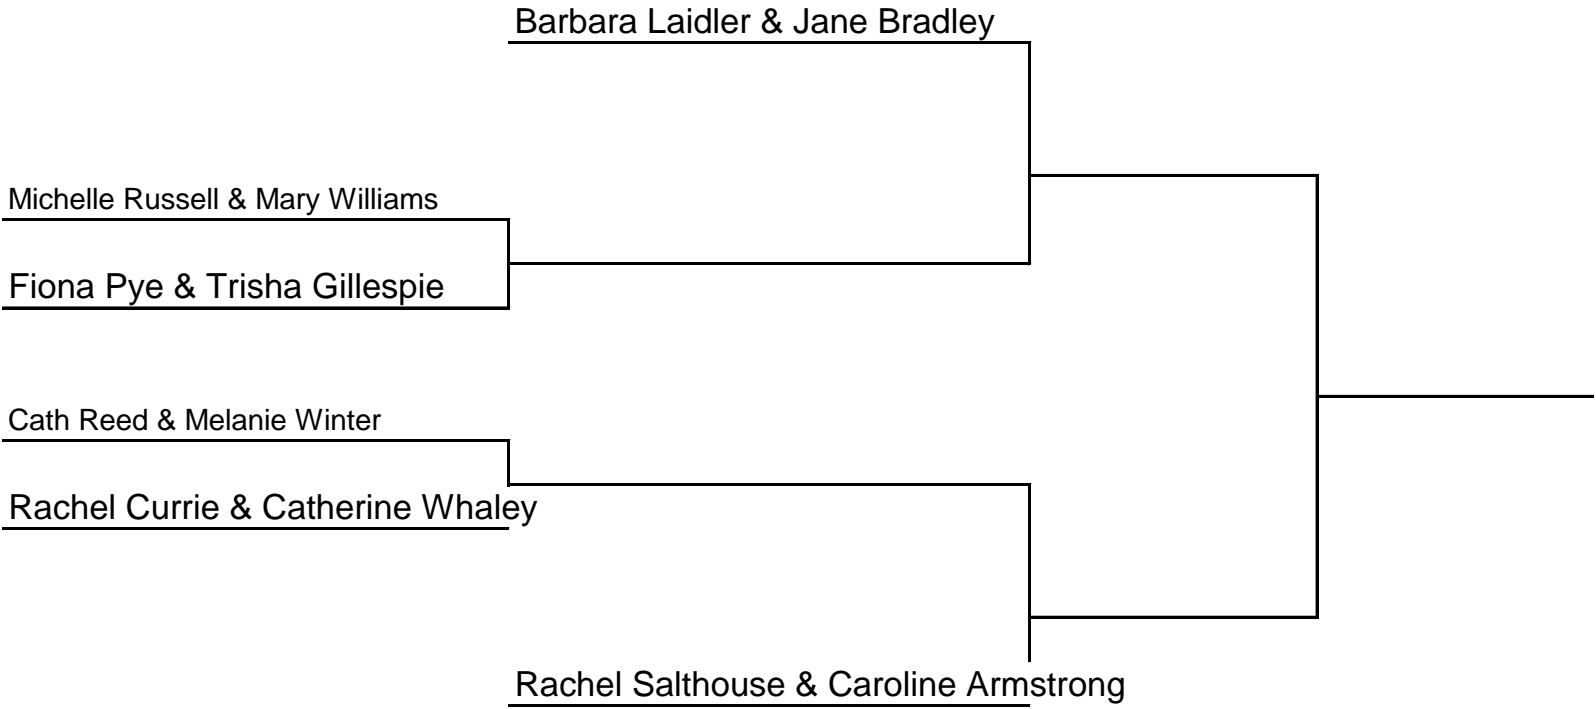 Barbara Laidler & Jane Bradley
Michelle Russell & Mary Williams
Fiona Pye & Trisha Gillespie
Cath Reed & Melanie Winter
Rachel Currie & Catherine Whaley
Rachel Salthouse & Caroline Armstrong